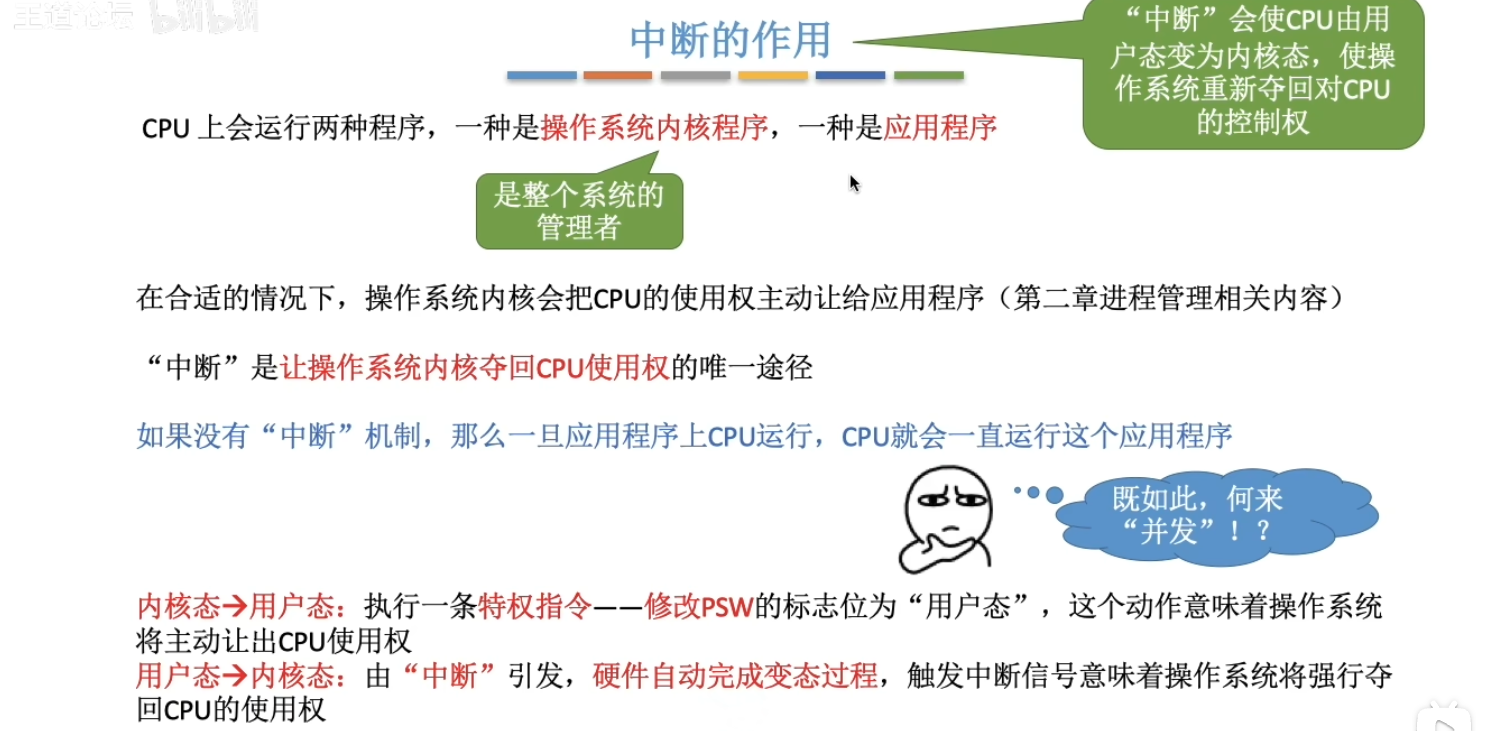 王道论坛 bilibili
中断的作用
“中断”会使CPU由用
户态变为内核态，使操
作系统重新夺回对CPU
的控制权
CPU 上会运行两种程序，一种是操作系统内核程序，一种是应用程序
是整个系统的
管理者
在合适的情况下，操作系统内核会把CPU的使用权主动让给应用程序（第二章进程管理相关内容）
“中断”是让操作系统内核夺回CPU使用权的唯一途径
如果没有“中断”机制，那么一旦应用程序上CPU运行，CPU就会一直运行这个应用程序
既如此，何来
“并发”！？
内核态→用户态：执行一条特权指令——修改PSW的标志位为“用户态”，这个动作意味着操作系统
将主动让出CPU使用权
用户态→内核态：由“中断”引发，硬件自动完成变态过程，触发中断信号意味着操作系统将强行夺
回CPU的使用权